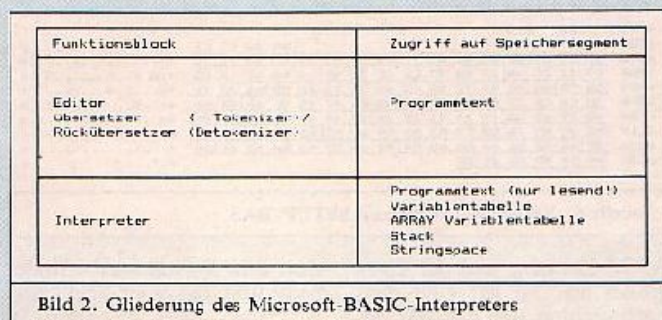 Funktionsblock
Zugriff auf Speichersegment
Editor
Übersetzer ( Tokenizer)/
Rückübersetzer (Detokenizer)
Programmtext
Interpreter
Programmtext (nur lesend!)
Variablentabelle
ARRAY Variablentabelle
Stack
Stringspace
Bild 2. Gliederung des Microsoft-BASIC-Interpreters